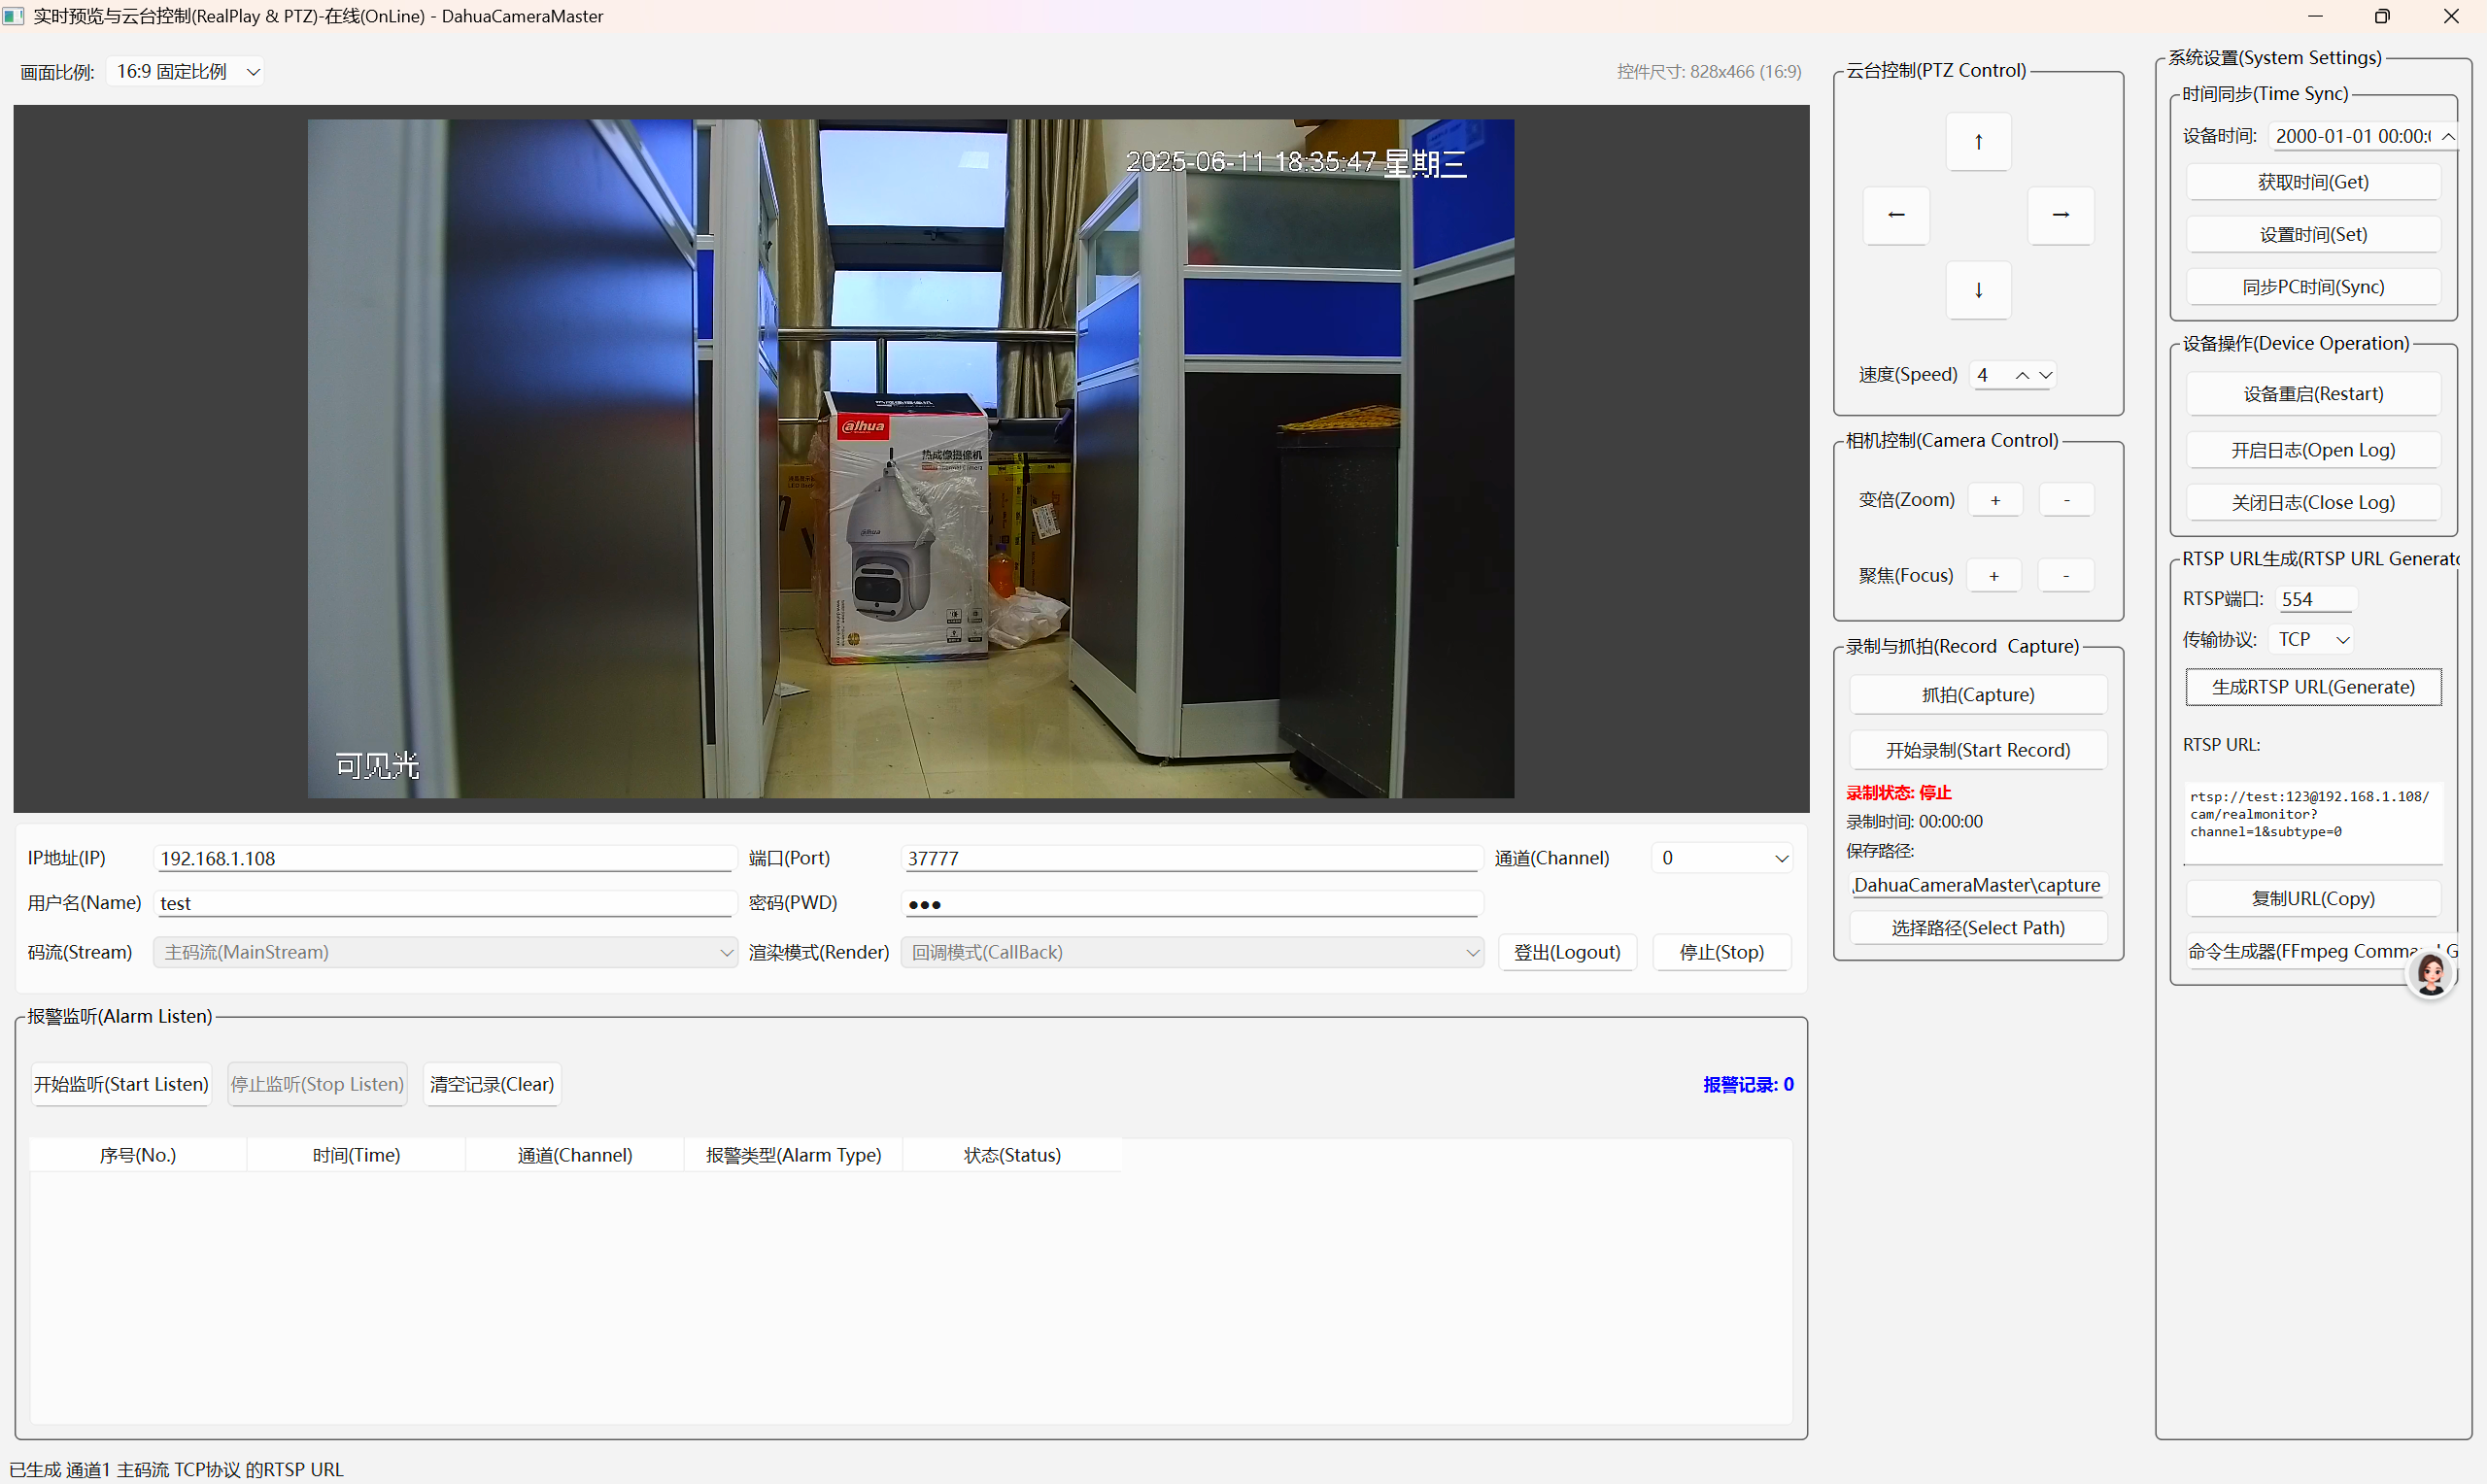 实时预览与云台控制(RealPlay & PTZ)-在线(OnLine) - DahuaCameraMaster
画面比例: 16:9 固定比例
控件尺寸: 828x466 (16:9)
2025-06-11 18:35:47 星期三
alhua
热成像摄像机
alhua
可见光
IP地址(IP) 192.168.1.108 端口(Port) 37777 通道(Channel) 0
用户名(Name) test 密码(PWD) ●●●
码流(Stream) 主码流(MainStream) 渲染模式(Render) 回调模式(CallBack) 登出(Logout) 停止(Stop)
报警监听(Alarm Listen)
开始监听(Start Listen) 停止监听(Stop Listen) 清空记录(Clear) 报警记录: 0
序号(No.) 时间(Time) 通道(Channel) 报警类型(Alarm Type) 状态(Status)
云台控制(PTZ Control)
↑
← →
↓
速度(Speed) 4
相机控制(Camera Control)
变倍(Zoom) + -
聚焦(Focus) + -
录制与抓拍(Record  Capture)
抓拍(Capture)
开始录制(Start Record)
录制状态: 停止
录制时间: 00:00:00
保存路径:
DahuaCameraMaster\capture
选择路径(Select Path)
系统设置(System Settings)
时间同步(Time Sync)
设备时间: 2000-01-01 00:00:
获取时间(Get)
设置时间(Set)
同步PC时间(Sync)
设备操作(Device Operation)
设备重启(Restart)
开启日志(Open Log)
关闭日志(Close Log)
RTSP URL生成(RTSP URL Generat
RTSP端口: 554
传输协议: TCP
生成RTSP URL(Generate)
RTSP URL:
rtsp://test:123@192.168.1.108/
cam/realmonitor?
channel=1&subtype=0
复制URL(Copy)
命令生成器(FFmpeg Comma G
已生成 通道1 主码流 TCP协议 的RTSP URL